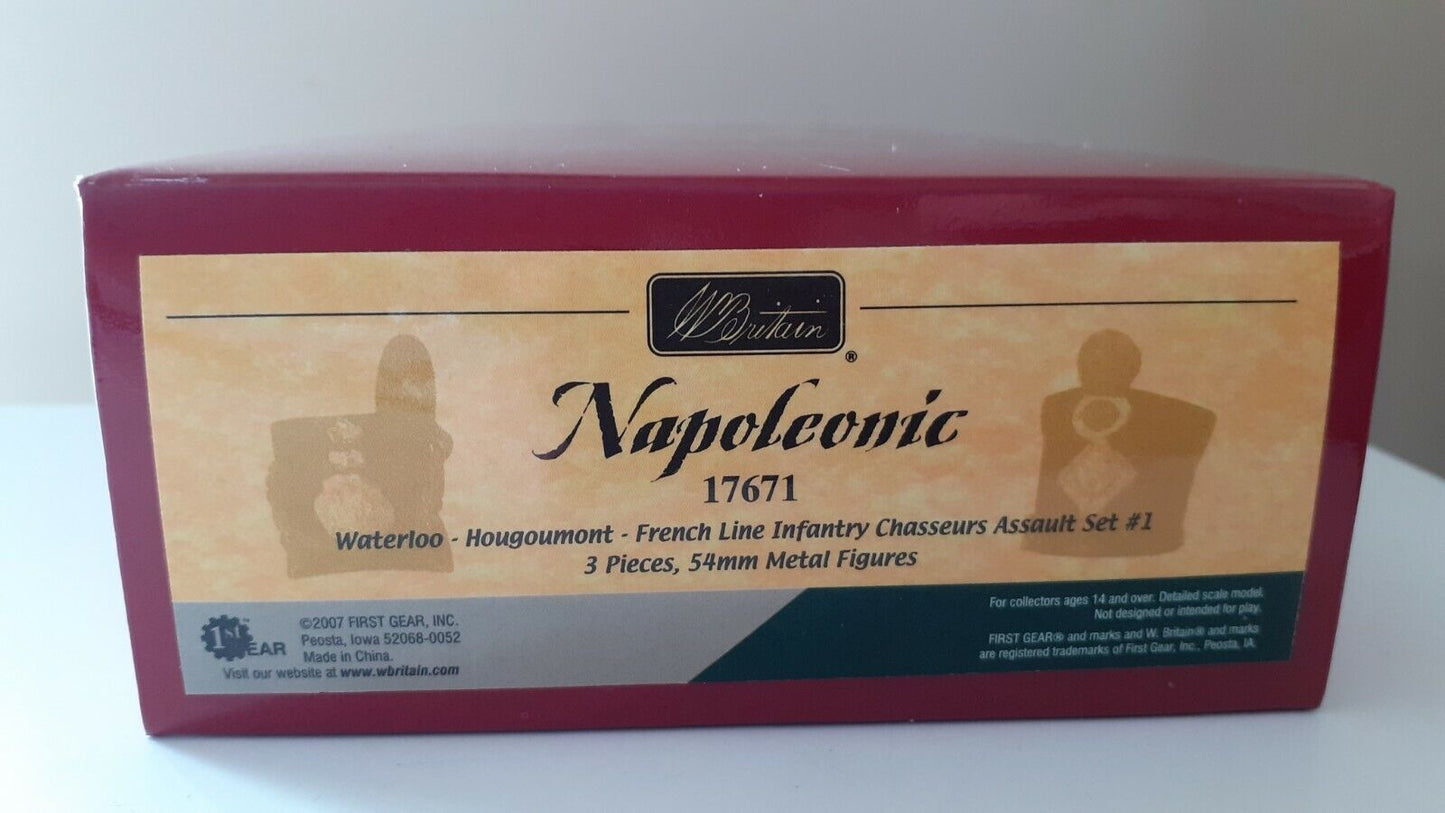 W Britain
®
Napoleonic
17671
Waterloo - Hougoumont - French Line Infantry Chasseurs Assault Set #1
3 Pieces, 54mm Metal Figures
1ST GEAR™
©2007 FIRST GEAR, INC.
Peosta, Iowa 52068-0052
Made in China.
Visit our website at www.wbritain.com
For collectors ages 14 and over. Detailed scale model.
Not designed or intended for play.
FIRST GEAR® and marks and W. Britain® and marks
are registered trademarks of First Gear, Inc., Peosta, IA.